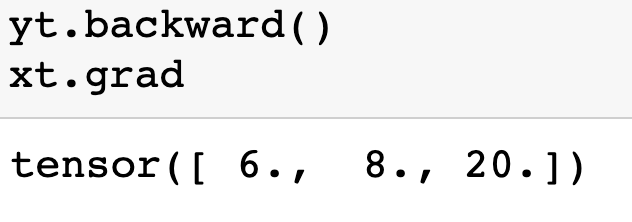 yt.backward()
xt.grad
tensor([ 6.,  8., 20.])